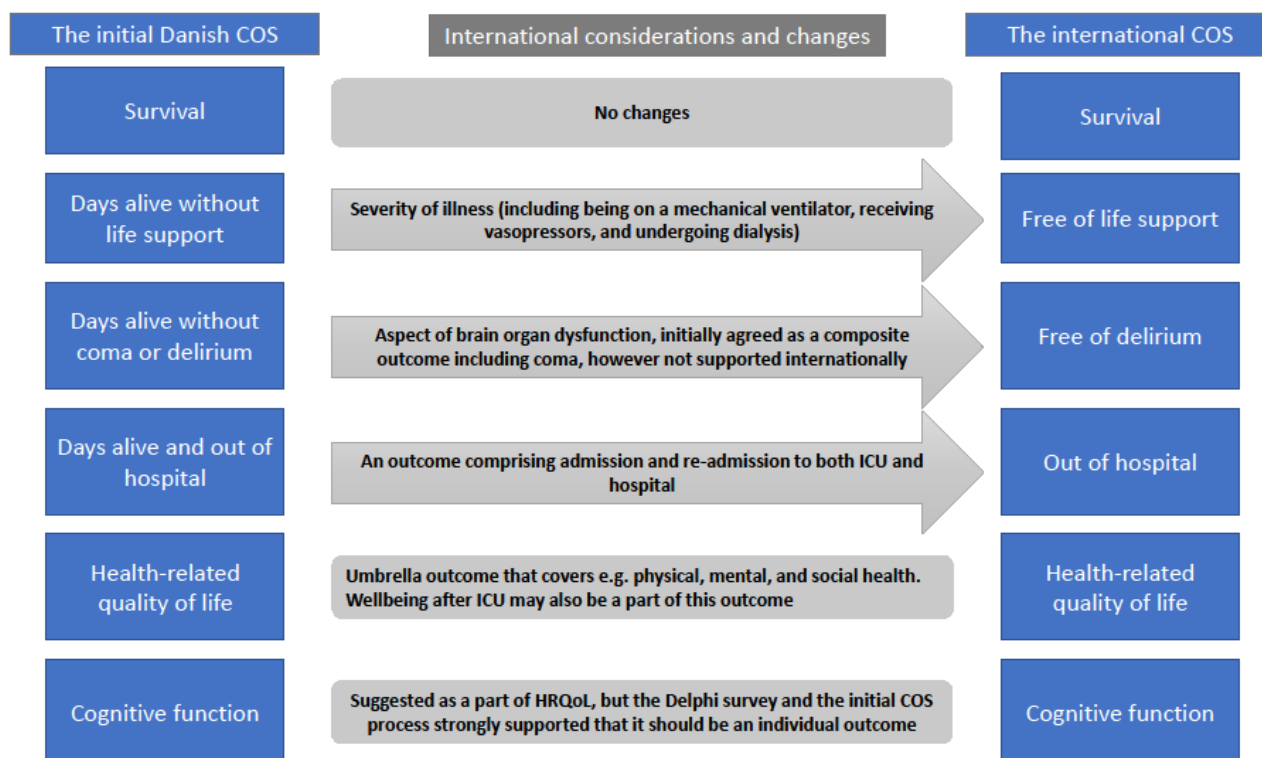 The initial Danish COS
International considerations and changes
The international COS
Survival
No changes
Survival
Days alive without
life support
Severity of illness (including being on a mechanical ventilator, receiving
vasopressors, and undergoing dialysis)
Free of life support
Days alive without
coma or delirium
Aspect of brain organ dysfunction, initially agreed as a composite
outcome including coma, however not supported internationally
Free of delirium
Days alive and out of
hospital
An outcome comprising admission and re-admission to both ICU and
hospital
Out of hospital
Health-related
quality of life
Umbrella outcome that covers e.g. physical, mental, and social health.
Wellbeing after ICU may also be a part of this outcome
Health-related
quality of life
Cognitive function
Suggested as a part of HRQoL, but the Delphi survey and the initial COS
process strongly supported that it should be an individual outcome
Cognitive function